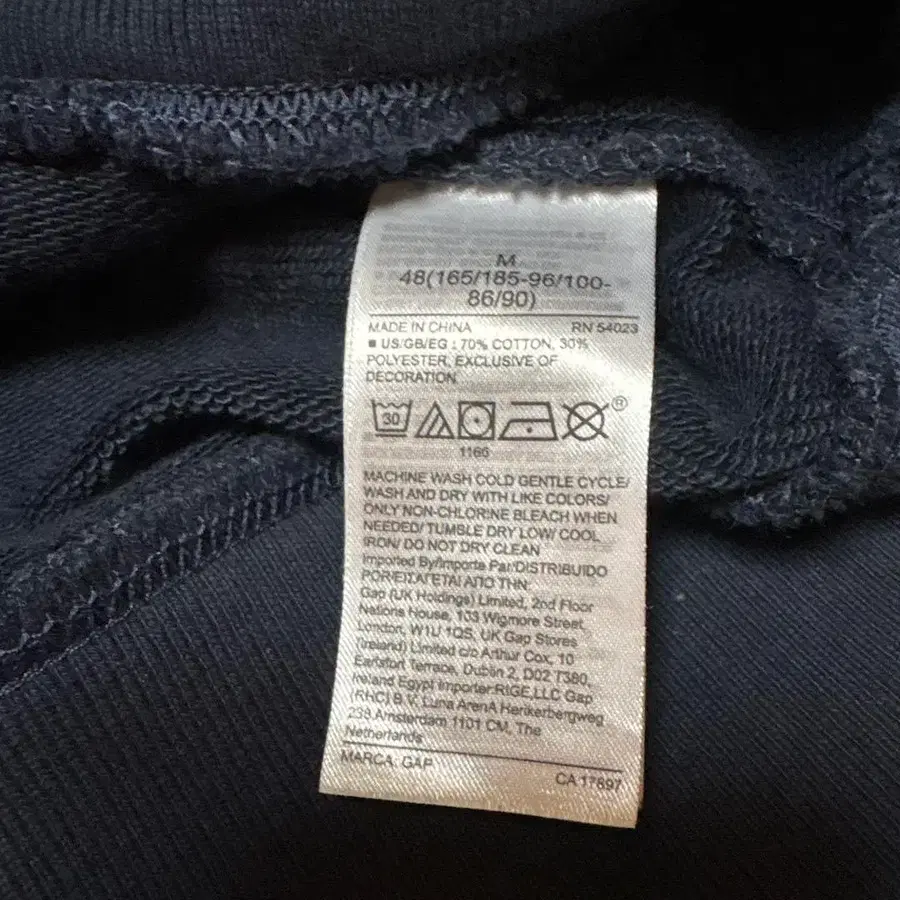 M
48(165/185-96/100-
86/90)
MADE IN CHINA RN 54023
■ US/GB/EG : 70% COTTON, 30%
POLYESTER, EXCLUSIVE OF
DECORATION
30
®
1165
MACHINE WASH COLD GENTLE CYCLE/
WASH AND DRY WITH LIKE COLORS/
ONLY NON-CHLORINE BLEACH WHEN
NEEDED/ TUMBLE DRY LOW/ COOL
IRON/ DO NOT DRY CLEAN
Imported By/Importe Par/DISTRIBUIDO
POR/ΕΙΣΑΓΕΤΑΙ ΑΠΟ ΤΗΝ:
Gap (UK Holdings) Limited, 2nd Floor
Nations House, 103 Wigmore Street
London, W1U 1QS, UK Gap Stores
(Ireland) Limited c/o Arthur Cox, 10
Earlsfort Terrace, Dublin 2, D02 T380,
Ireland Egypt Importer:RIGE,LLC Gap
(RHC) B.V. Luna ArenA Herikerbergweg
238,Amsterdam 1101 CM, The
Netherlands
MARCA: GAP CA 17897